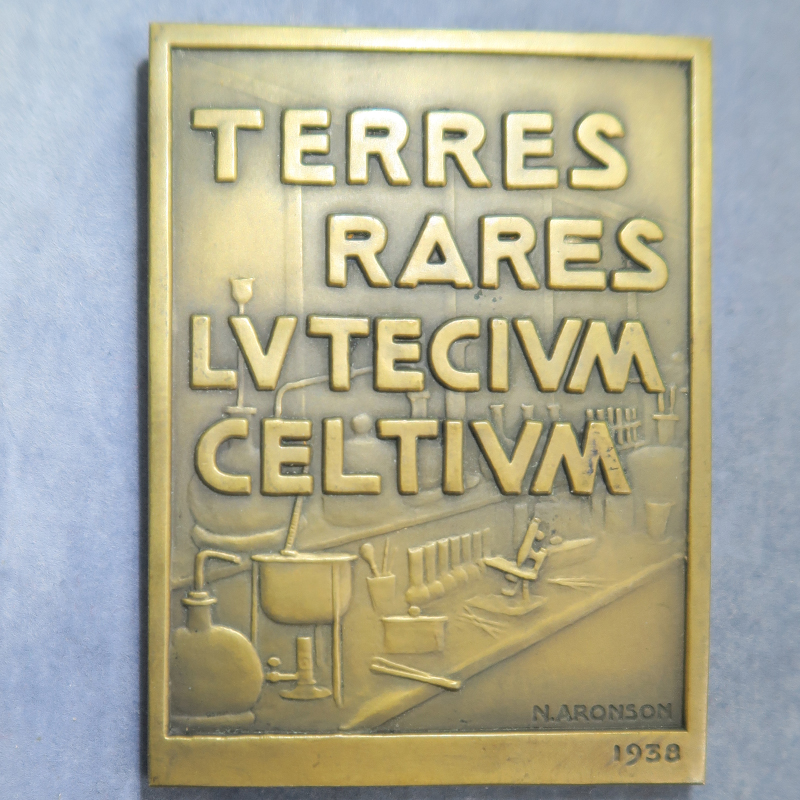 TERRES
RARES
LVTECIVM
CELTIVM
N.ARONSON
1938